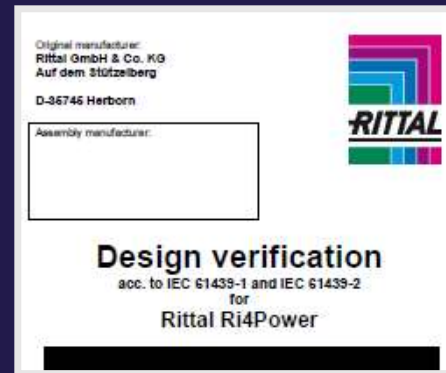 Original manufacturer:
Rittal GmbH & Co. KG
Auf dem Stützelberg
D-35745 Herborn
Assembly manufacturer:
RITTAL
Design verification
acc. to IEC 61439-1 and IEC 61439-2
for
Rittal Ri4Power